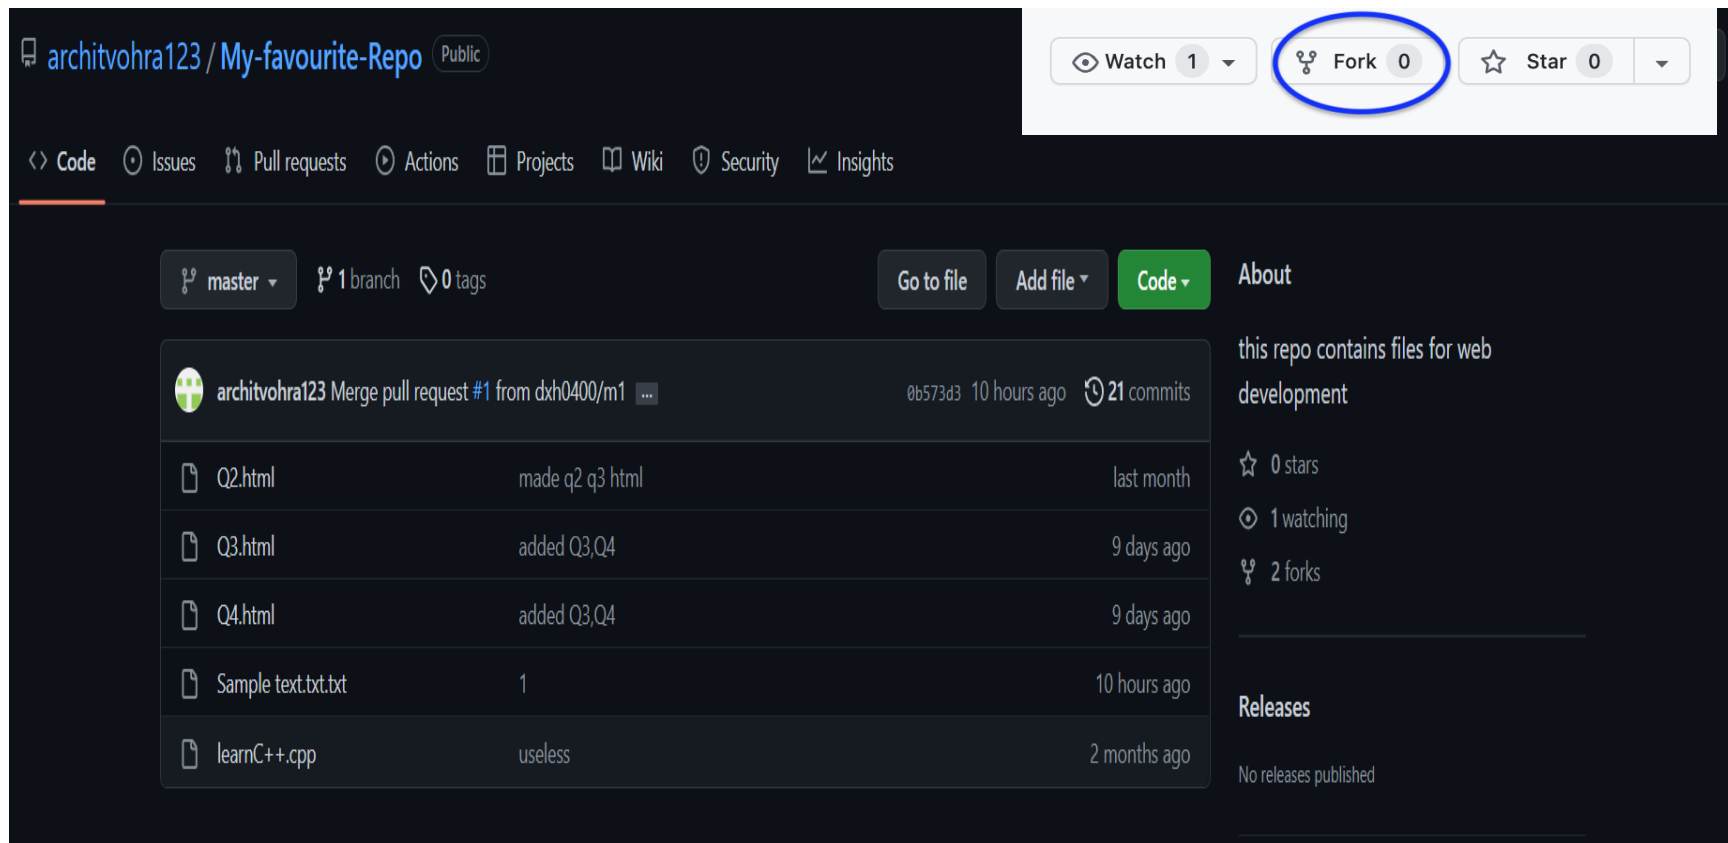 architvohra123 / My-favourite-Repo Public
Watch 1 Fork 0 Star 0
Code Issues Pull requests Actions Projects Wiki Security Insights
master 1 branch 0 tags Go to file Add file Code
About
this repo contains files for web
development
0 stars
1 watching
2 forks
Releases
No releases published
architvohra123 Merge pull request #1 from dxh0400/m1 ... 0b573d3 10 hours ago 21 commits
Q2.html made q2 q3 html last month
Q3.html added Q3,Q4 9 days ago
Q4.html added Q3,Q4 9 days ago
Sample text.txt.txt 1 10 hours ago
learnC++.cpp useless 2 months ago